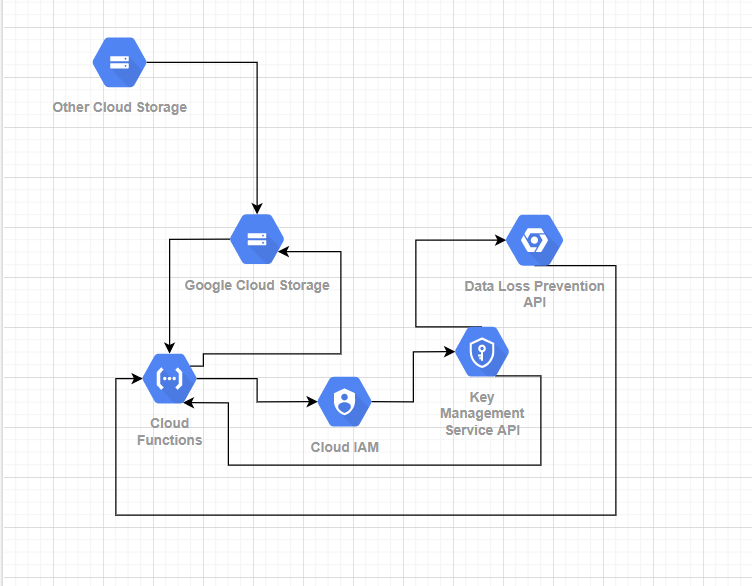 Other Cloud Storage
Google Cloud Storage
Data Loss Prevention
API
Cloud
Functions
Cloud IAM
Key
Management
Service API